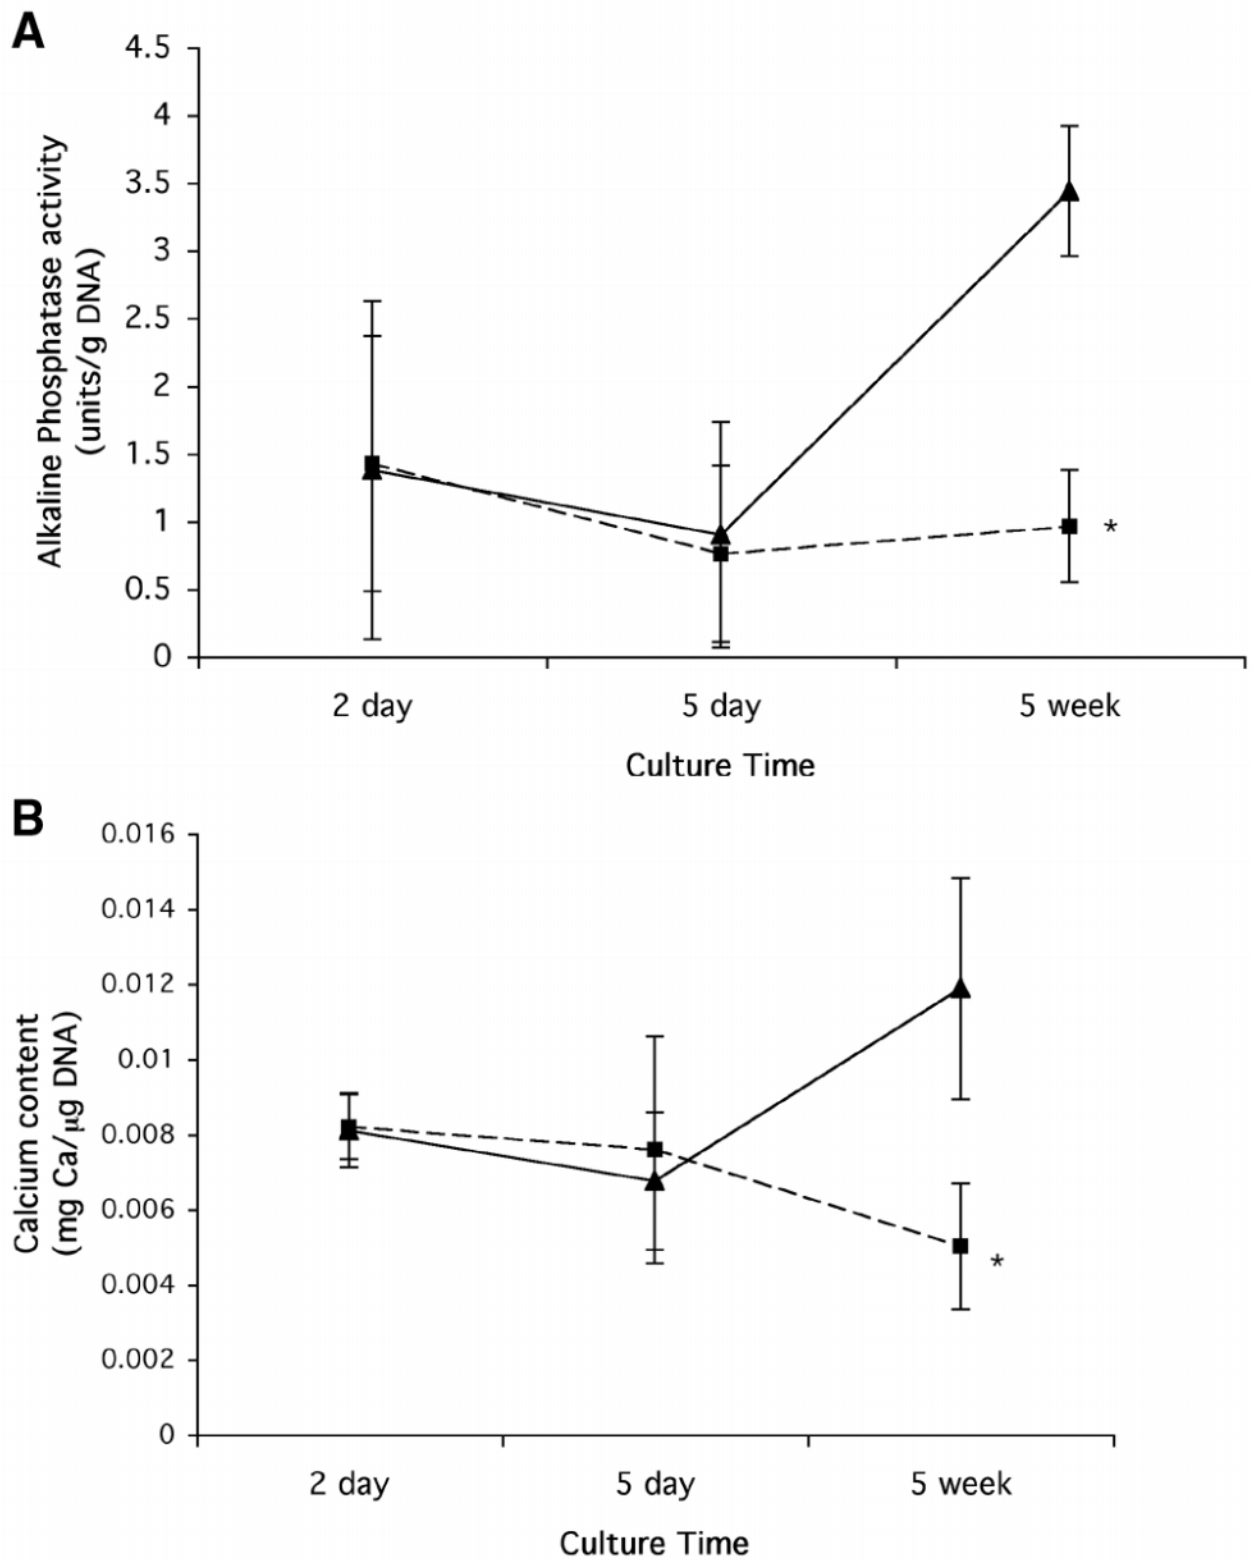 A
4.5
4
3.5
3
2.5
2
1.5
1
0.5
0
Alkaline Phosphatase activity
(units/g DNA)
*
2 day
5 day
5 week
Culture Time
B
0.016
0.014
0.012
0.01
0.008
0.006
0.004
0.002
0
Calcium content
(mg Ca/µg DNA)
*
2 day
5 day
5 week
Culture Time